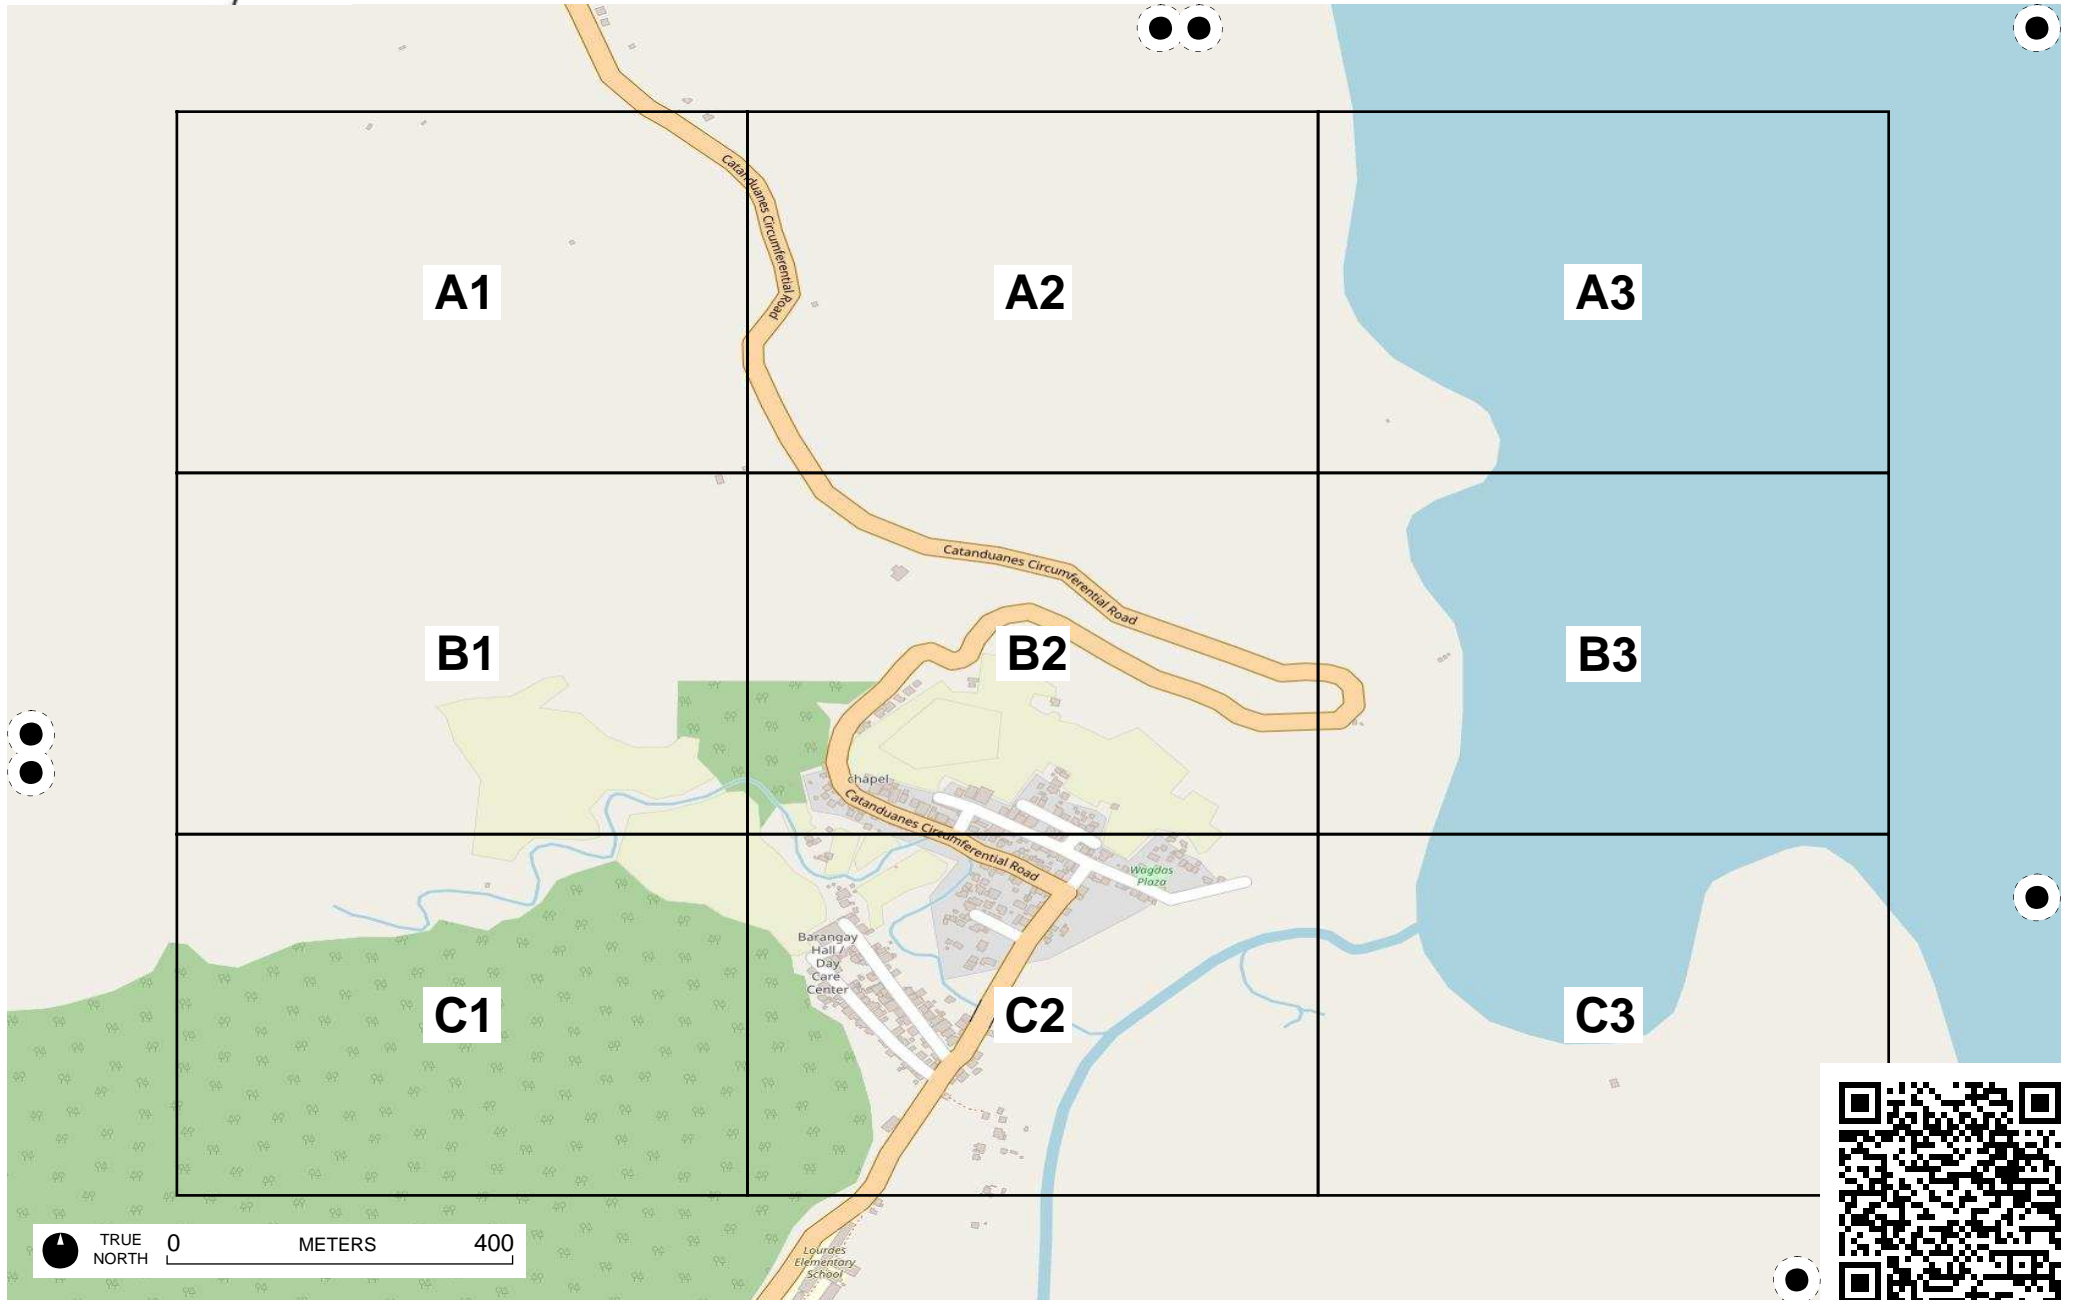 Catanduanes Circumferential Road
A1
A2
A3
Catanduanes Circumferential Road
B1
B2
B3
chapel
Catanduanes Circumferential Road
Wagdas
Plaza
Barangay
Hall /
Day
Care
Center
C1
C2
C3
TRUE
NORTH
0 METERS 400
Lourdes
Elementary
School